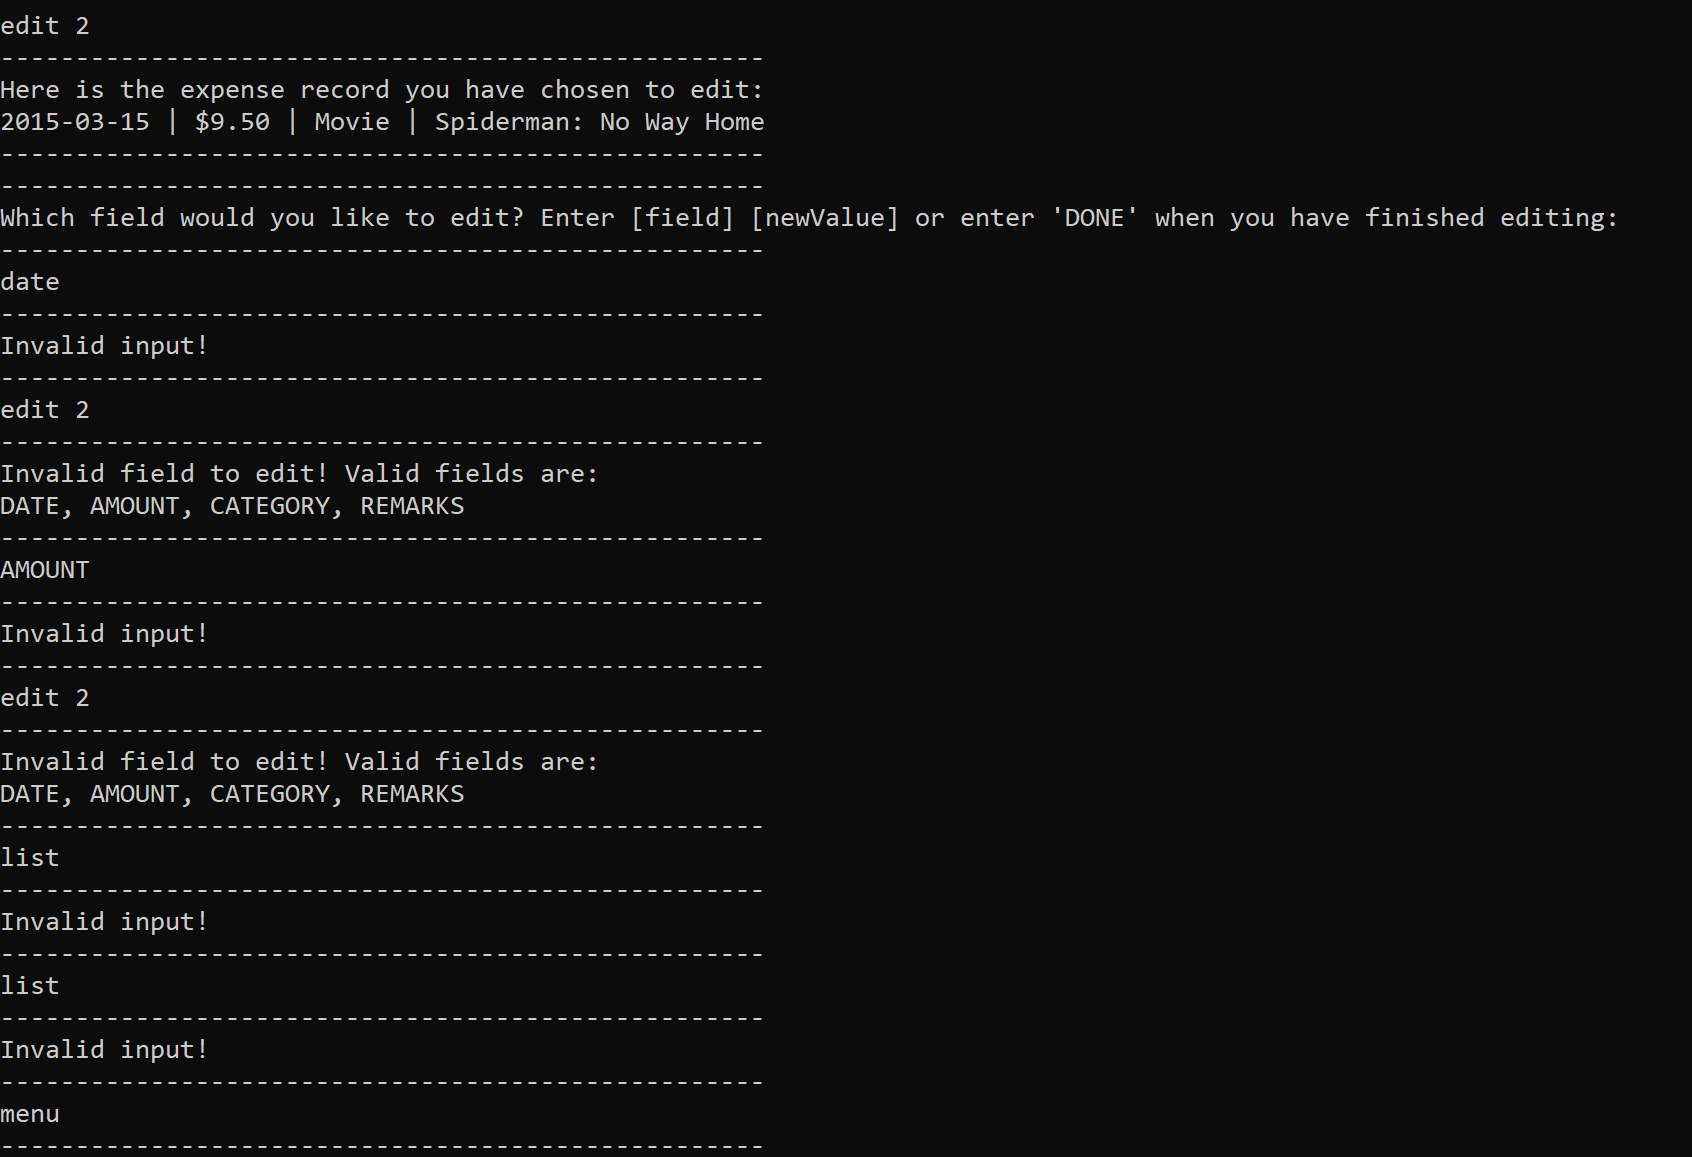 edit 2
---------------------------------------------------
Here is the expense record you have chosen to edit:
2015-03-15 | $9.50 | Movie | Spiderman: No Way Home
---------------------------------------------------
---------------------------------------------------
Which field would you like to edit? Enter [field] [newValue] or enter 'DONE' when you have finished editing:
---------------------------------------------------
date
---------------------------------------------------
Invalid input!
---------------------------------------------------
edit 2
---------------------------------------------------
Invalid field to edit! Valid fields are:
DATE, AMOUNT, CATEGORY, REMARKS
---------------------------------------------------
AMOUNT
---------------------------------------------------
Invalid input!
---------------------------------------------------
edit 2
---------------------------------------------------
Invalid field to edit! Valid fields are:
DATE, AMOUNT, CATEGORY, REMARKS
---------------------------------------------------
list
---------------------------------------------------
Invalid input!
---------------------------------------------------
list
---------------------------------------------------
Invalid input!
---------------------------------------------------
menu
---------------------------------------------------